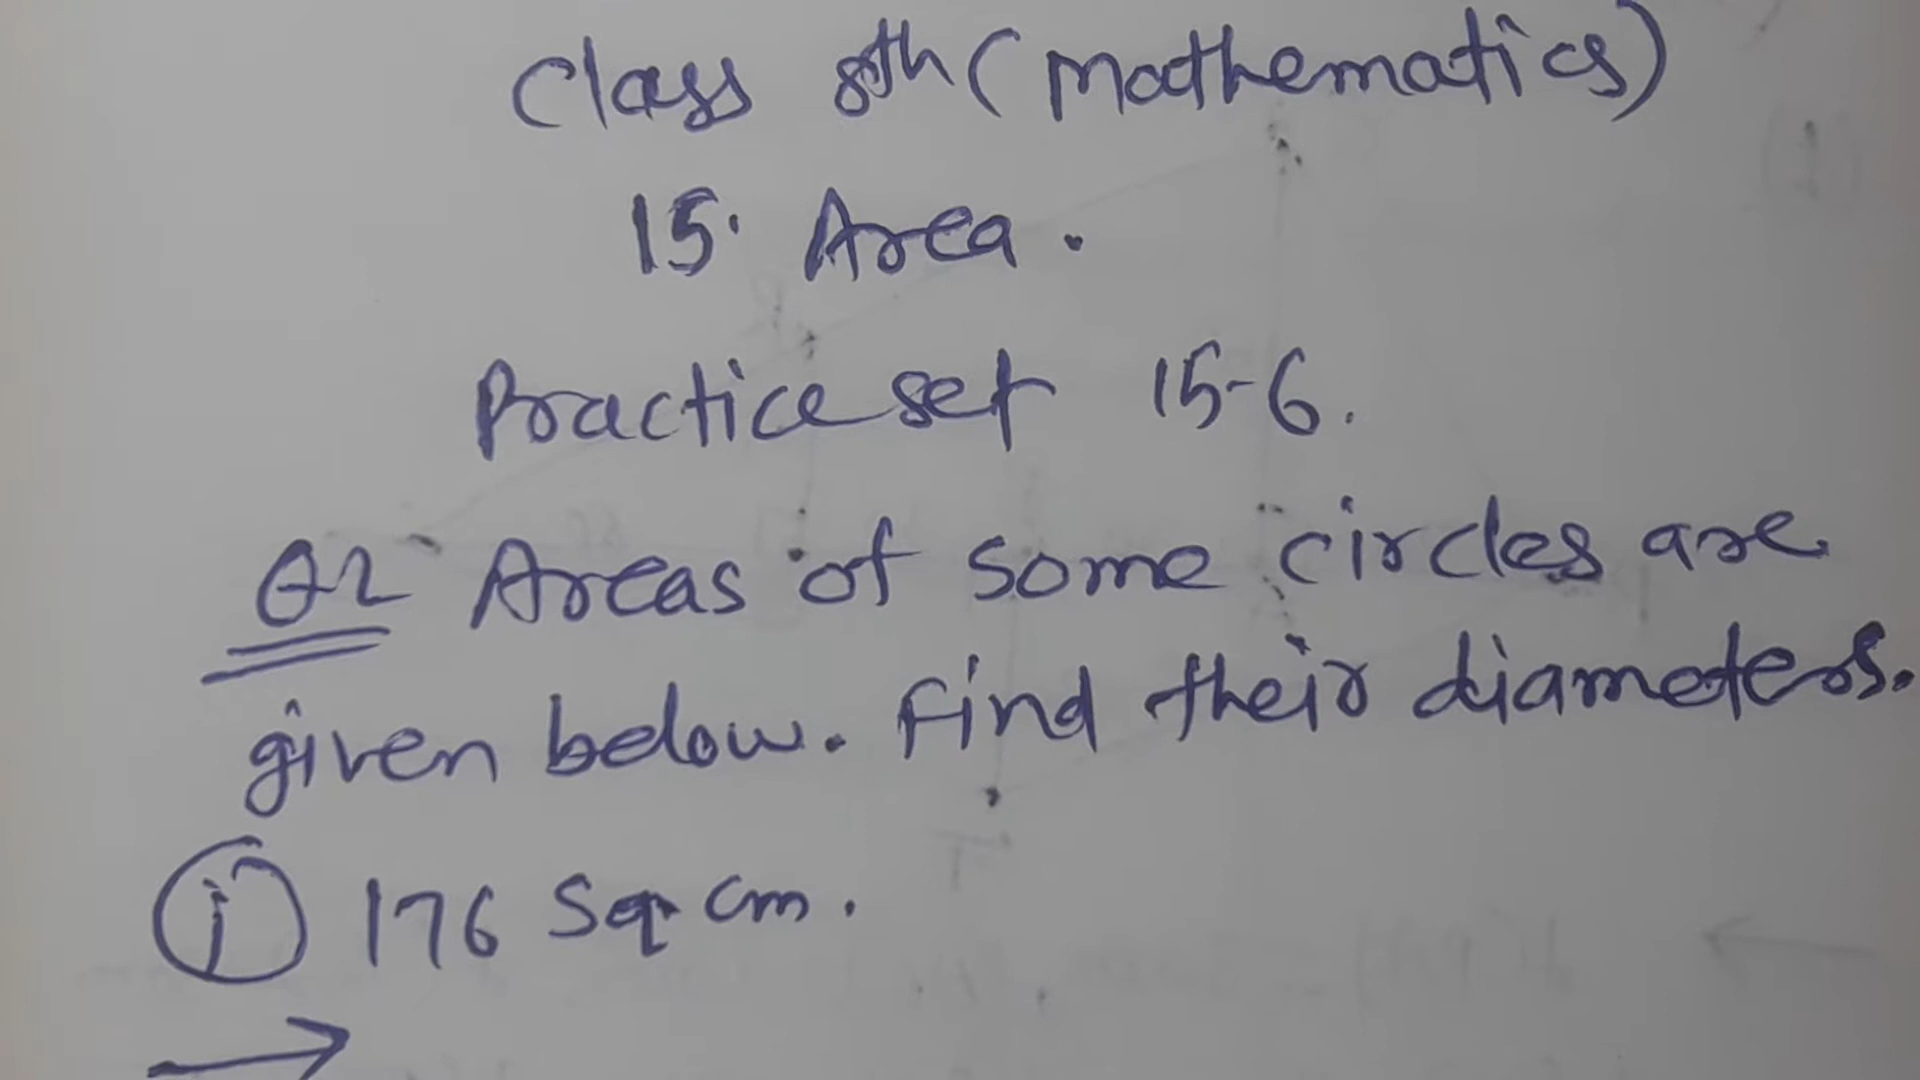 Class 8th (Mathematics)
15. Area.
Practice set 15-6.
Q2 Areas of some circles are
given below. Find their diameters.
(i) 176 Sq cm.
→